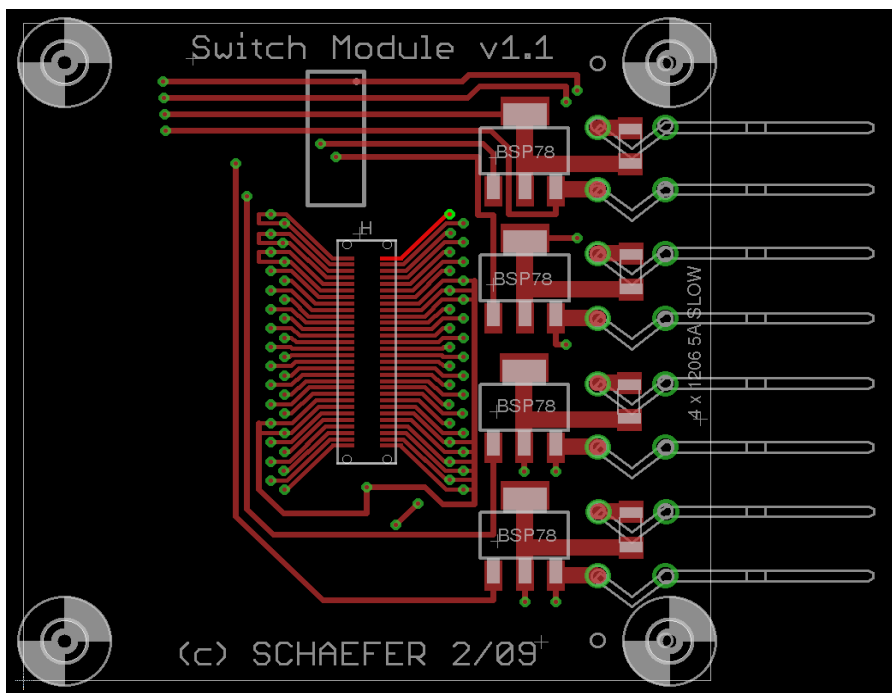 Switch Module v1.1
BSP78
H
BSP78
4 x 1206 5A SLOW
BSP78
BSP78
(c) SCHAEFER 2/09